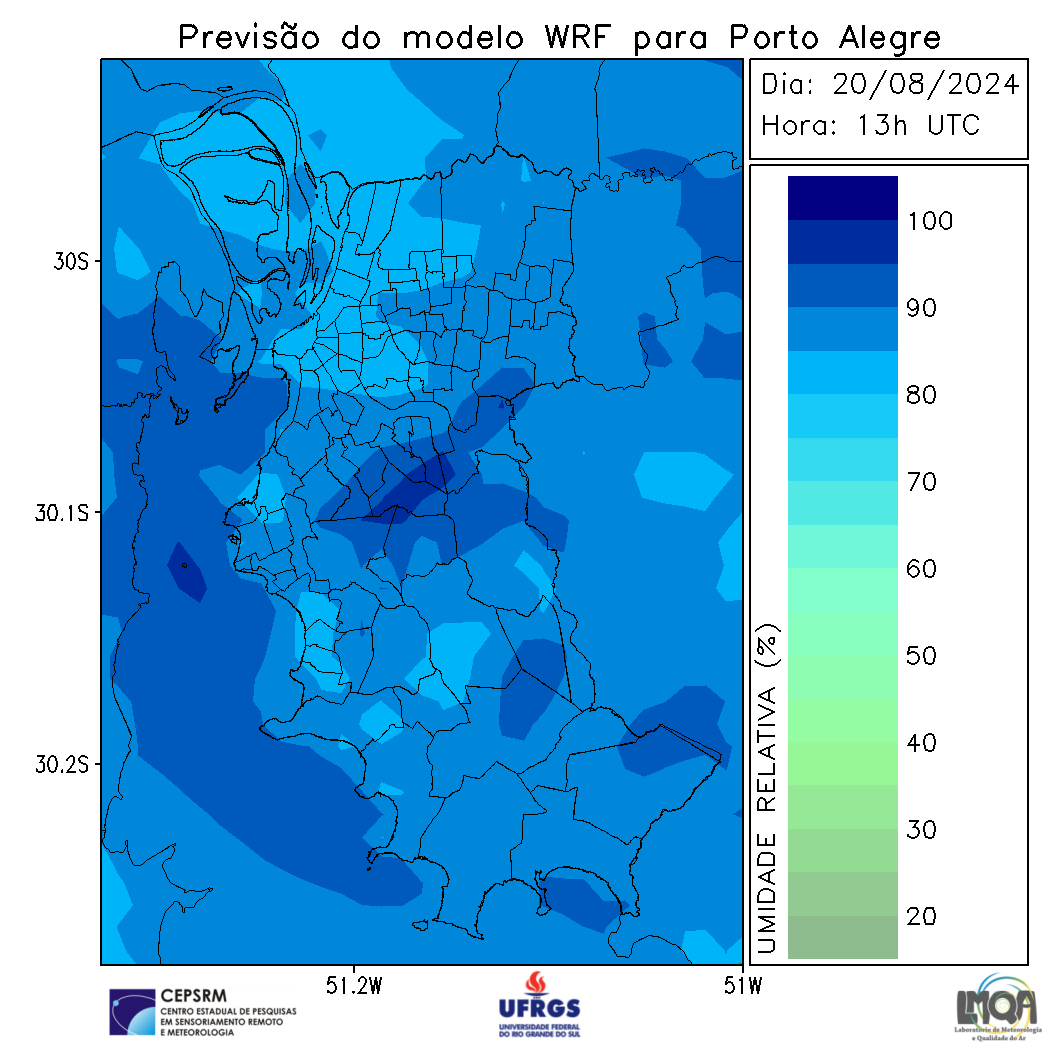 Previsão do modelo WRF para Porto Alegre
Dia: 20/08/2024
Hora: 13h UTC
30S
30.1S
30.2S
51.2W
51W
100
90
80
70
60
50
40
30
20
UMIDADE RELATIVA (%)
CEPSRM
CENTRO ESTADUAL DE PESQUISAS
EM SENSORIAMENTO REMOTO
E METEOROLOGIA
UFRGS
UNIVERSIDADE FEDERAL
DO RIO GRANDE DO SUL
LMQA
Laboratório de Meteorologia
e Qualidade do Ar